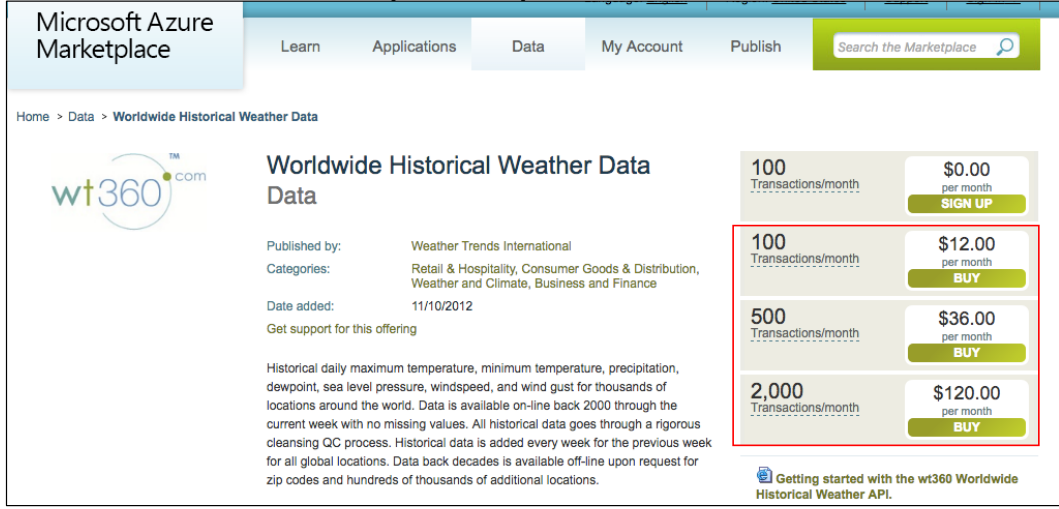 Microsoft Azure
Marketplace
Learn
Applications
Data
My Account
Publish
Search the Marketplace
Home > Data > Worldwide Historical Weather Data
wt360.com
TM
Worldwide Historical Weather Data
Data
Published by: Weather Trends International
Categories: Retail & Hospitality, Consumer Goods & Distribution,
Weather and Climate, Business and Finance
Date added: 11/10/2012
Get support for this offering
Historical daily maximum temperature, minimum temperature, precipitation,
dewpoint, sea level pressure, windspeed, and wind gust for thousands of
locations around the world. Data is available on-line back 2000 through the
current week with no missing values. All historical data goes through a rigorous
cleansing QC process. Historical data is added every week for the previous week
for all global locations. Data back decades is available off-line upon request for
zip codes and hundreds of thousands of additional locations.
100
Transactions/month
$0.00
per month
SIGN UP
100
Transactions/month
$12.00
per month
BUY
500
Transactions/month
$36.00
per month
BUY
2,000
Transactions/month
$120.00
per month
BUY
Getting started with the wt360 Worldwide
Historical Weather API.